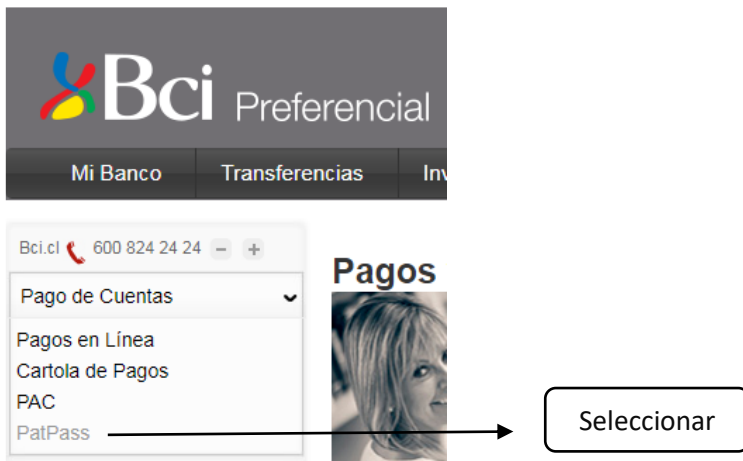 Bci Preferencial
Mi Banco Transferencias Inv
Bci.cl 600 824 24 24 - +
Pago de Cuentas
Pagos en Línea
Cartola de Pagos
PAC
PatPass
Pagos
Seleccionar